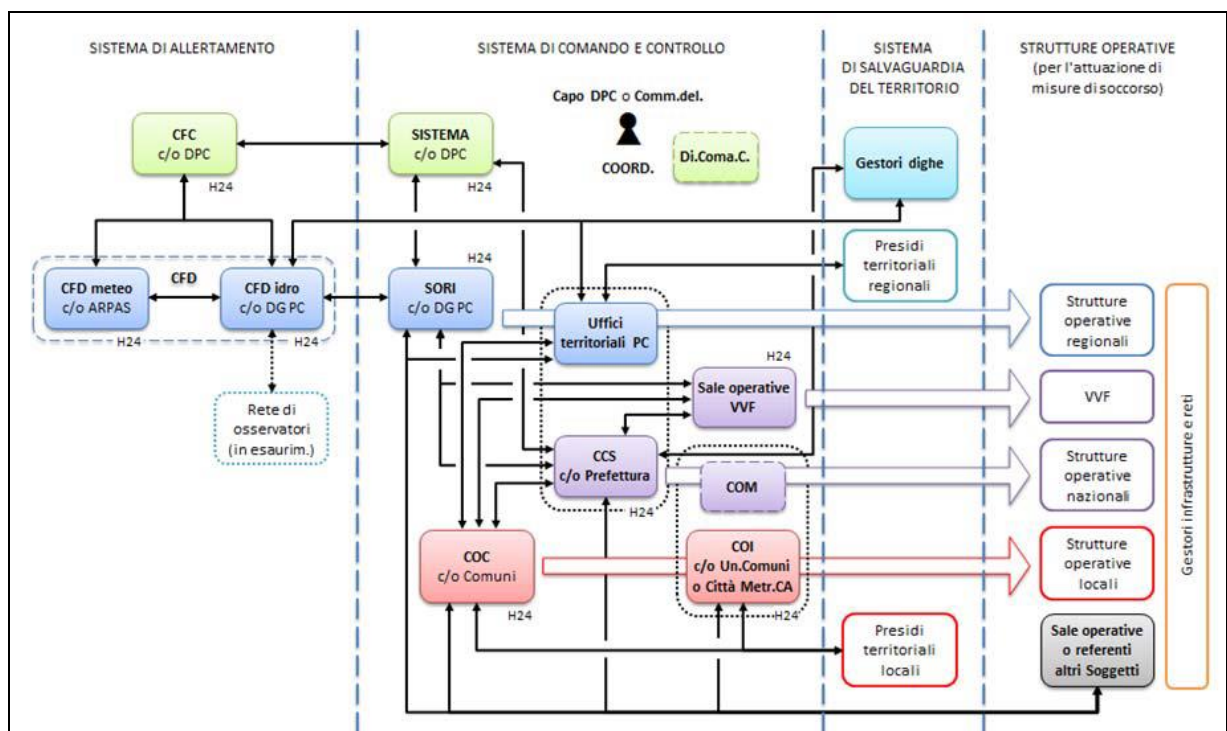 SISTEMA DI ALLERTAMENTO
SISTEMA DI COMANDO E CONTROLLO
SISTEMA
DI SALVAGUARDIA
DEL TERRITORIO
STRUTTURE OPERATIVE
(per l'attuazione di
misure di soccorso)
Capo DPC o Comm.del.
COORD.
Di.Coma.C.
CFC
c/o DPC
H24
SISTEMA
c/o DPC
H24
Gestori dighe
CFD
CFD meteo
c/o ARPAS
H24
CFD idro
c/o DG PC
H24
H24
SORI
c/o DG PC
Presidi
territoriali
regionali
Uffici
territoriali PC
Strutture
operative
regionali
Rete di
osservatori
(in esaurim.)
H24
Sale operative
VVF
VVF
CCS
c/o Prefettura
H24
COM
Strutture
operative
nazionali
COC
c/o Comuni
H24
COI
c/o Un.Comuni
o Città Metr.CA
H24
Strutture
operative
locali
Presidi
territoriali
locali
Sale operative
o referenti
altri Soggetti
Gestori infrastrutture e reti